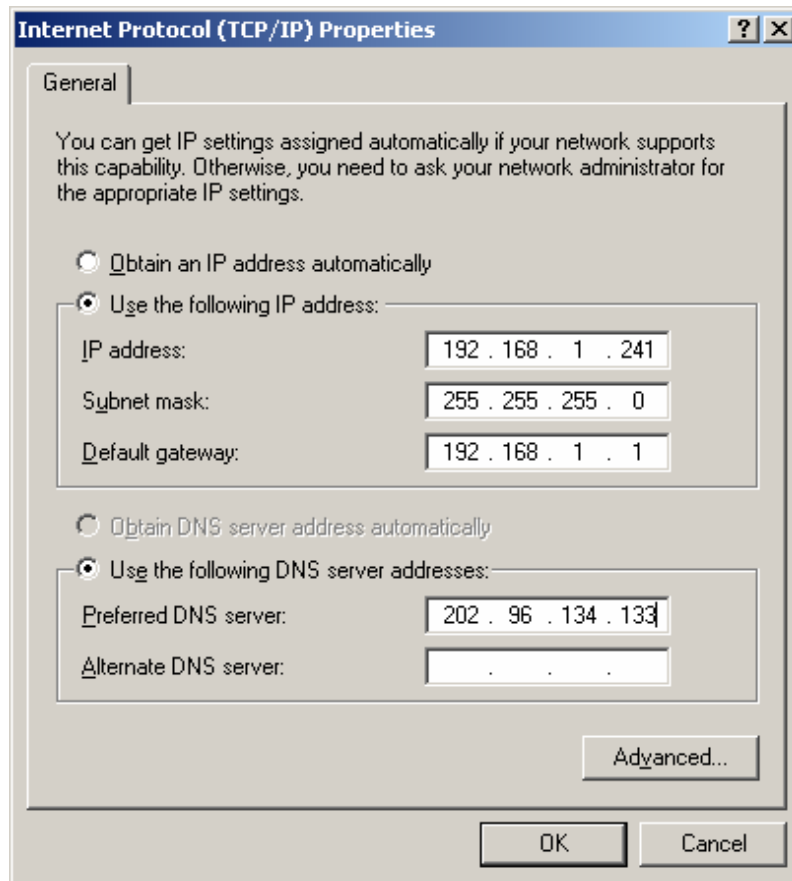 Internet Protocol (TCP/IP) Properties
General
You can get IP settings assigned automatically if your network supports
this capability. Otherwise, you need to ask your network administrator for
the appropriate IP settings.
Obtain an IP address automatically
Use the following IP address:
IP address: 192 . 168 . 1 . 241
Subnet mask: 255 . 255 . 255 . 0
Default gateway: 192 . 168 . 1 . 1
Obtain DNS server address automatically
Use the following DNS server addresses:
Preferred DNS server: 202 . 96 . 134 . 133
Alternate DNS server: . . .
Advanced...
OK Cancel